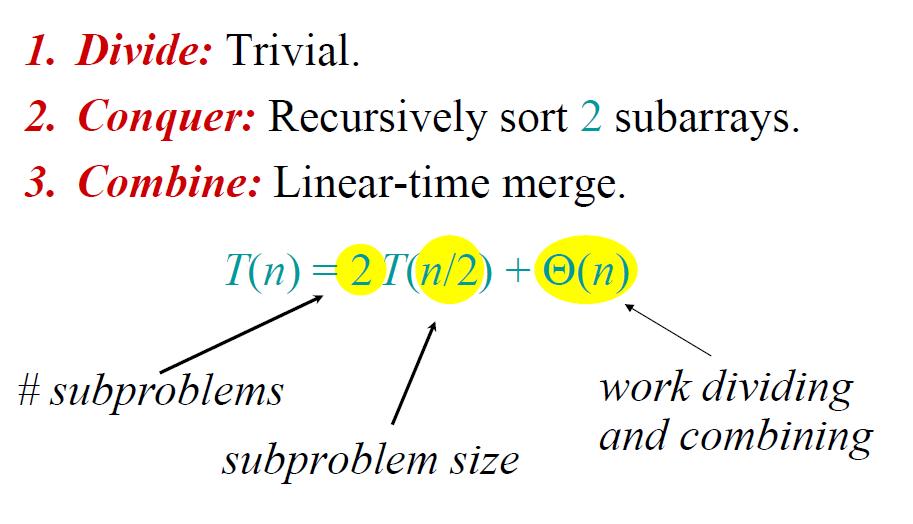 1. Divide: Trivial.
2. Conquer: Recursively sort 2 subarrays.
3. Combine: Linear-time merge.
T(n) = 2 T(n/2) + Θ(n)
# subproblems
subproblem size
work dividing
and combining